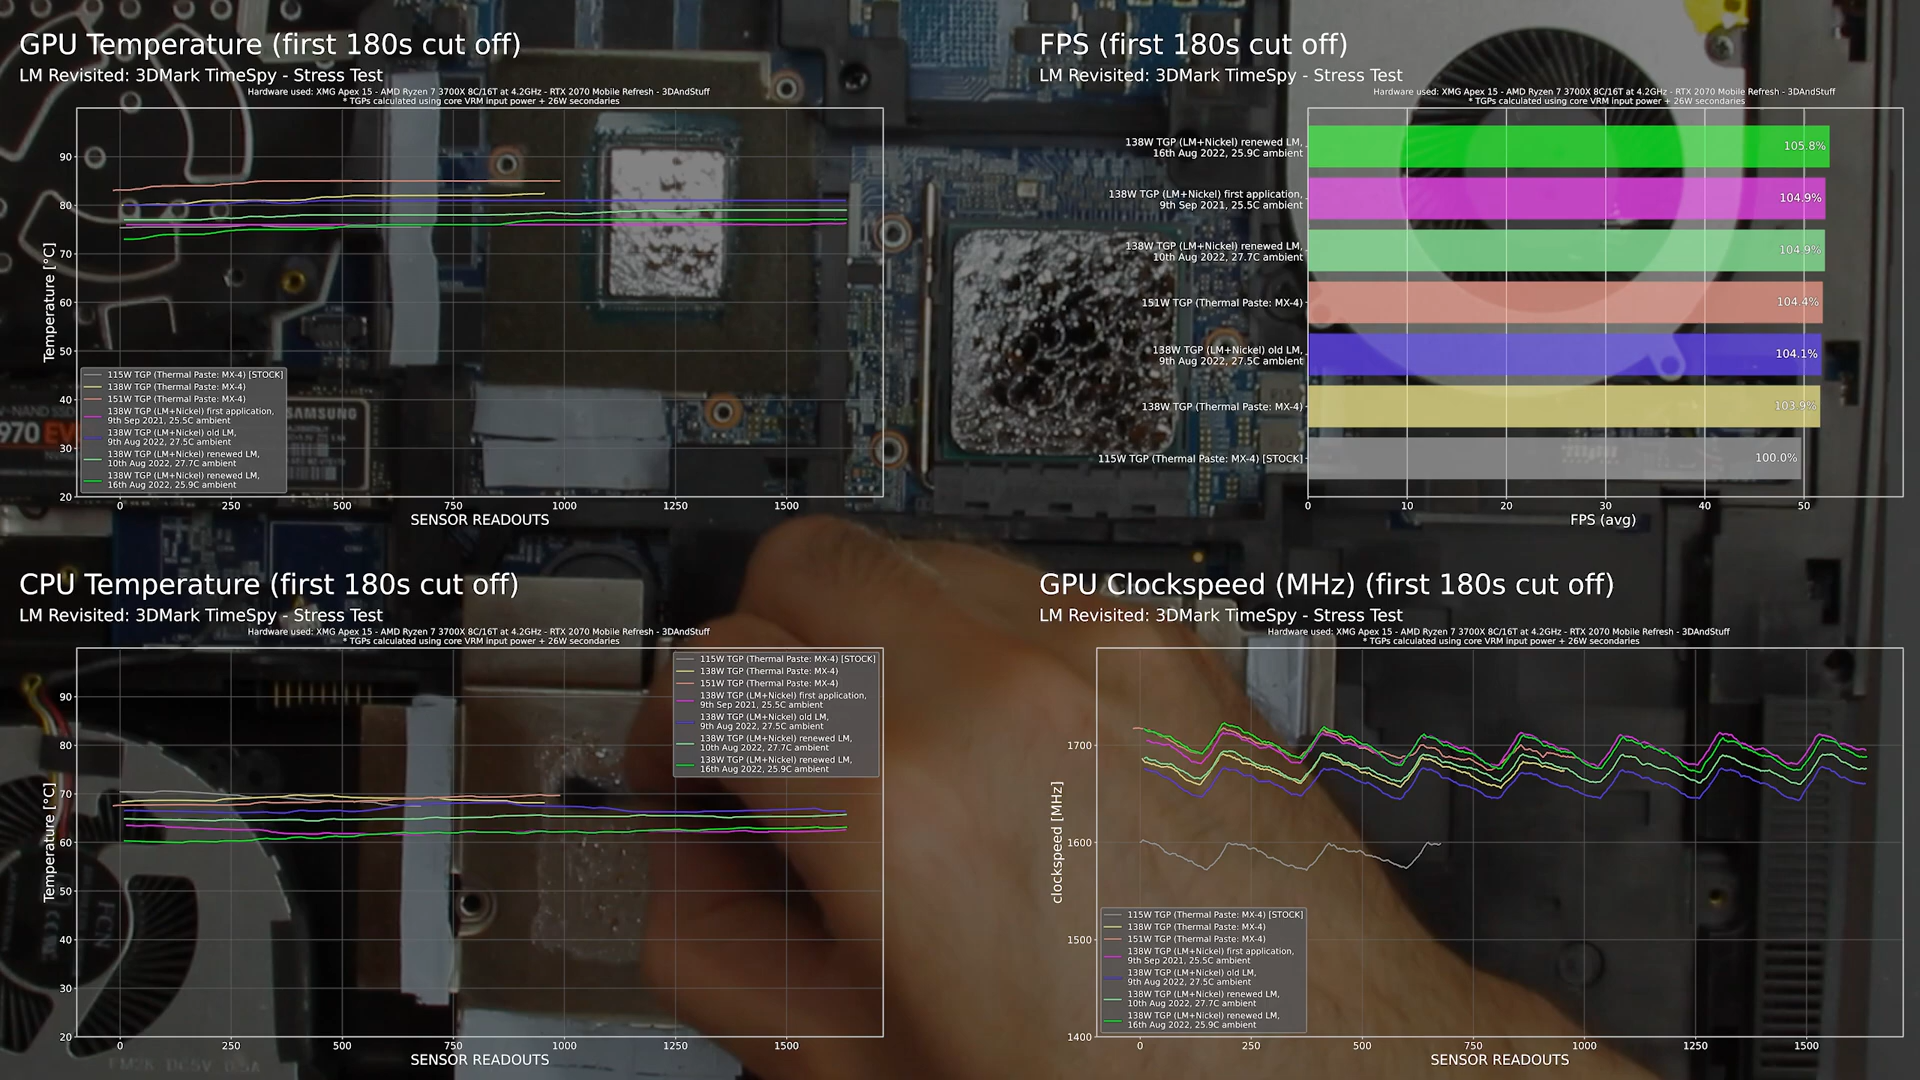 GPU Temperature (first 180s cut off)
LM Revisited: 3DMark TimeSpy - Stress Test
Hardware used: XMG Apex 15 - AMD Ryzen 7 3700X 8C/16T at 4.2GHz - RTX 2070 Mobile Refresh - 3DAndStuff
* TGPs calculated using core VRM input power + 26W secondaries
Temperature [°C]
90
80
70
60
50
40
30
20
115W TGP (Thermal Paste: MX-4) [STOCK]
138W TGP (Thermal Paste: MX-4)
151W TGP (Thermal Paste: MX-4)
138W TGP (LM+Nickel) first application,
9th Sep 2021, 25.5C ambient
138W TGP (LM+Nickel) old LM,
9th Aug 2022, 27.5C ambient
138W TGP (LM+Nickel) renewed LM,
10th Aug 2022, 27.7C ambient
138W TGP (LM+Nickel) renewed LM,
16th Aug 2022, 25.9C ambient
0 250 500 750 1000 1250 1500
SENSOR READOUTS
V-NAND SSD
970 EV
SAMSUNG
FPS (first 180s cut off)
LM Revisited: 3DMark TimeSpy - Stress Test
Hardware used: XMG Apex 15 - AMD Ryzen 7 3700X 8C/16T at 4.2GHz - RTX 2070 Mobile Refresh - 3DAndStuff
* TGPs calculated using core VRM input power + 26W secondaries
138W TGP (LM+Nickel) renewed LM,
16th Aug 2022, 25.9C ambient
105.8%
138W TGP (LM+Nickel) first application,
9th Sep 2021, 25.5C ambient
104.9%
138W TGP (LM+Nickel) renewed LM,
10th Aug 2022, 27.7C ambient
104.9%
151W TGP (Thermal Paste: MX-4)
104.4%
138W TGP (LM+Nickel) old LM,
9th Aug 2022, 27.5C ambient
104.1%
138W TGP (Thermal Paste: MX-4)
103.9%
115W TGP (Thermal Paste: MX-4) [STOCK]
100.0%
0 10 20 30 40 50
FPS (avg)
CPU Temperature (first 180s cut off)
LM Revisited: 3DMark TimeSpy - Stress Test
Hardware used: XMG Apex 15 - AMD Ryzen 7 3700X 8C/16T at 4.2GHz - RTX 2070 Mobile Refresh - 3DAndStuff
* TGPs calculated using core VRM input power + 26W secondaries
Temperature [°C]
90
80
70
60
50
40
30
20
115W TGP (Thermal Paste: MX-4) [STOCK]
138W TGP (Thermal Paste: MX-4)
151W TGP (Thermal Paste: MX-4)
138W TGP (LM+Nickel) first application,
9th Sep 2021, 25.5C ambient
138W TGP (LM+Nickel) old LM,
9th Aug 2022, 27.5C ambient
138W TGP (LM+Nickel) renewed LM,
10th Aug 2022, 27.7C ambient
138W TGP (LM+Nickel) renewed LM,
16th Aug 2022, 25.9C ambient
0 250 500 750 1000 1250 1500
SENSOR READOUTS
FCN
GPU Clockspeed (MHz) (first 180s cut off)
LM Revisited: 3DMark TimeSpy - Stress Test
Hardware used: XMG Apex 15 - AMD Ryzen 7 3700X 8C/16T at 4.2GHz - RTX 2070 Mobile Refresh - 3DAndStuff
* TGPs calculated using core VRM input power + 26W secondaries
clockspeed [MHz]
1700
1600
1500
1400
115W TGP (Thermal Paste: MX-4) [STOCK]
138W TGP (Thermal Paste: MX-4)
151W TGP (Thermal Paste: MX-4)
138W TGP (LM+Nickel) first application,
9th Sep 2021, 25.5C ambient
138W TGP (LM+Nickel) old LM,
9th Aug 2022, 27.5C ambient
138W TGP (LM+Nickel) renewed LM,
10th Aug 2022, 27.7C ambient
138W TGP (LM+Nickel) renewed LM,
16th Aug 2022, 25.9C ambient
0 250 500 750 1000 1250 1500
SENSOR READOUTS